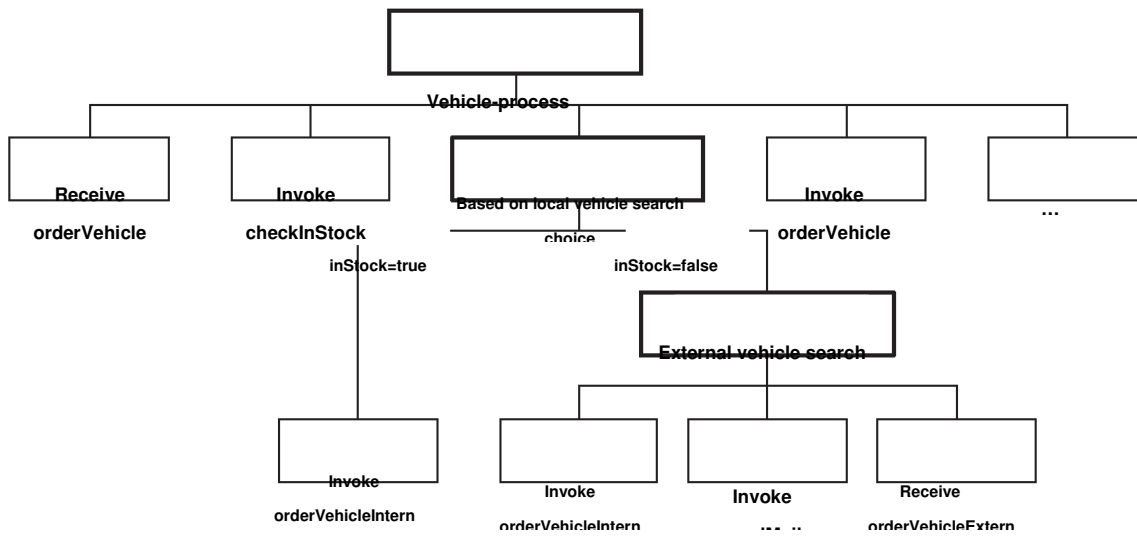 Vehicle-process
Receive
orderVehicle
Invoke
checkInStock
Based on local vehicle search
choice
Invoke
orderVehicle
...
inStock=true
inStock=false
External vehicle search
Invoke
orderVehicleIntern
Invoke
orderVehicleIntern
Invoke
Receive
orderVehicleExtern